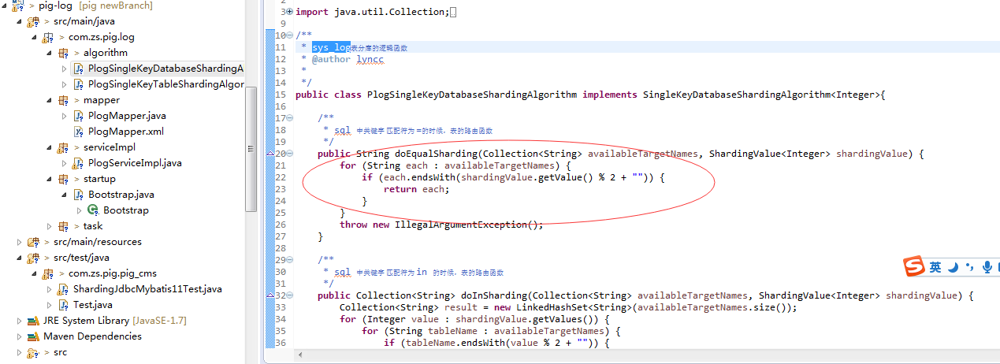 > pig-log [pig newBranch]
> src/main/java
> com.zs.pig.log
> algorithm
PlogSingleKeyDatabaseShardingA
PlogSingleKeyTableShardingAlgor
> mapper
PlogMapper.java
PlogMapper.xml
> serviceImpl
PlogServiceImpl.java
> startup
Bootstrap.java
Bootstrap
> task
> src/main/resources
> src/test/java
> com.zs.pig.pig_cms
> ShardingJdbcMybatis11Test.java
> Test.java
JRE System Library [JavaSE-1.7]
Maven Dependencies
> src
2
3 import java.util.Collection;
9
10 /**
11 * sys_log表分库的逻辑函数
12 * @author lyncc
13 *
14 */
15 public class PlogSingleKeyDatabaseShardingAlgorithm implements SingleKeyDatabaseShardingAlgorithm<Integer>{
16
17 /**
18 * sql 中关键字 匹配符为 =的时候，表的路由函数
19 */
20 public String doEqualSharding(Collection<String> availableTargetNames, ShardingValue<Integer> shardingValue) {
21 for (String each : availableTargetNames) {
22 if (each.endsWith(shardingValue.getValue() % 2 + "")) {
23 return each;
24 }
25 }
26 throw new IllegalArgumentException();
27 }
28
29 /**
30 * sql 中关键字 匹配符为 in 的时候，表的路由函数
31 */
32 public Collection<String> doInSharding(Collection<String> availableTargetNames, ShardingValue<Integer> shardingValue) {
33 Collection<String> result = new LinkedHashSet<String>(availableTargetNames.size());
34 for (Integer value : shardingValue.getValues()) {
35 for (String tableName : availableTargetNames) {
36 if (tableName.endsWith(value % 2 + "")) {
S 英